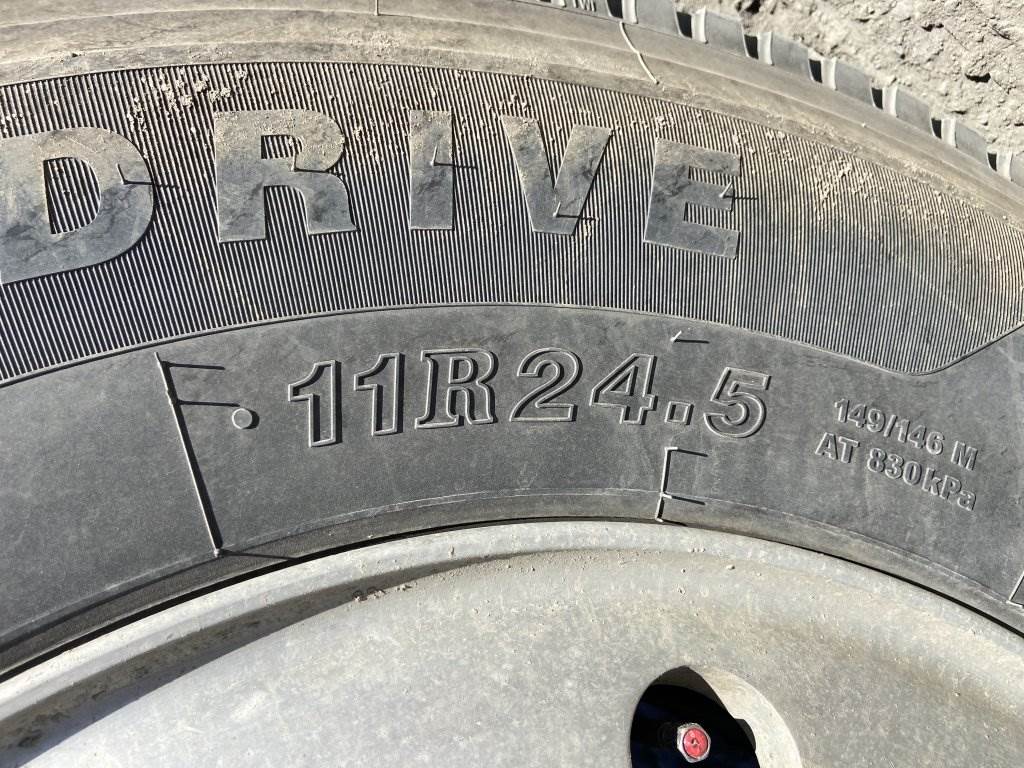 DRIVE
11R24.5
149/146 M
AT 830kPa